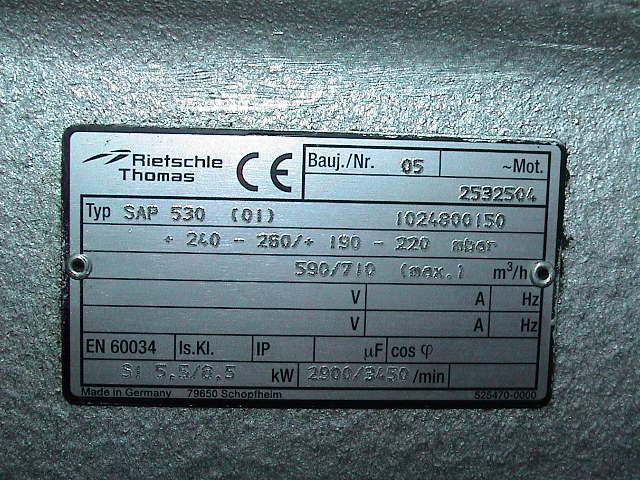 Rietschle
Thomas
CE
Bauj./Nr. 05 ~Mot.
2532504
Typ SAP 530 (01) 1024800150
+ 240 - 260/+ 190 - 220 mbar
590/710 (max.) m³/h
V A Hz
V A Hz
EN 60034 Is.Kl. IP µF cos φ
S1 5,5/6,5 kW 2900/3450 /min
Made in Germany 79650 Schopfheim 525470-0000